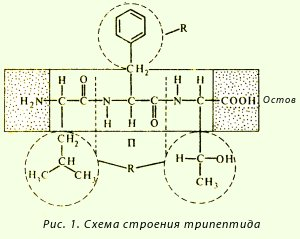 R
CH₂
H O H H O H H
H₂N C C N C C N C COOH Остов
H
CH₂ П
CH R H C OH
H₃C CH₃ CH₃
Рис. 1. Схема строения трипептида